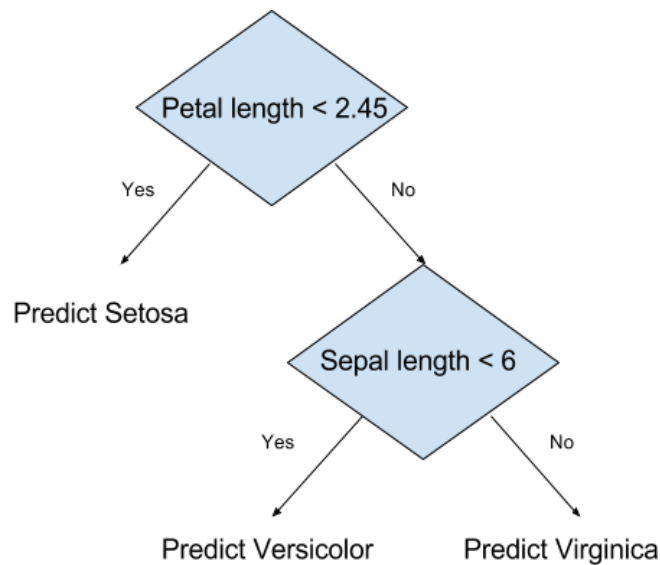 Petal length < 2.45
Yes
No
Predict Setosa
Sepal length < 6
Yes
No
Predict Versicolor
Predict Virginica